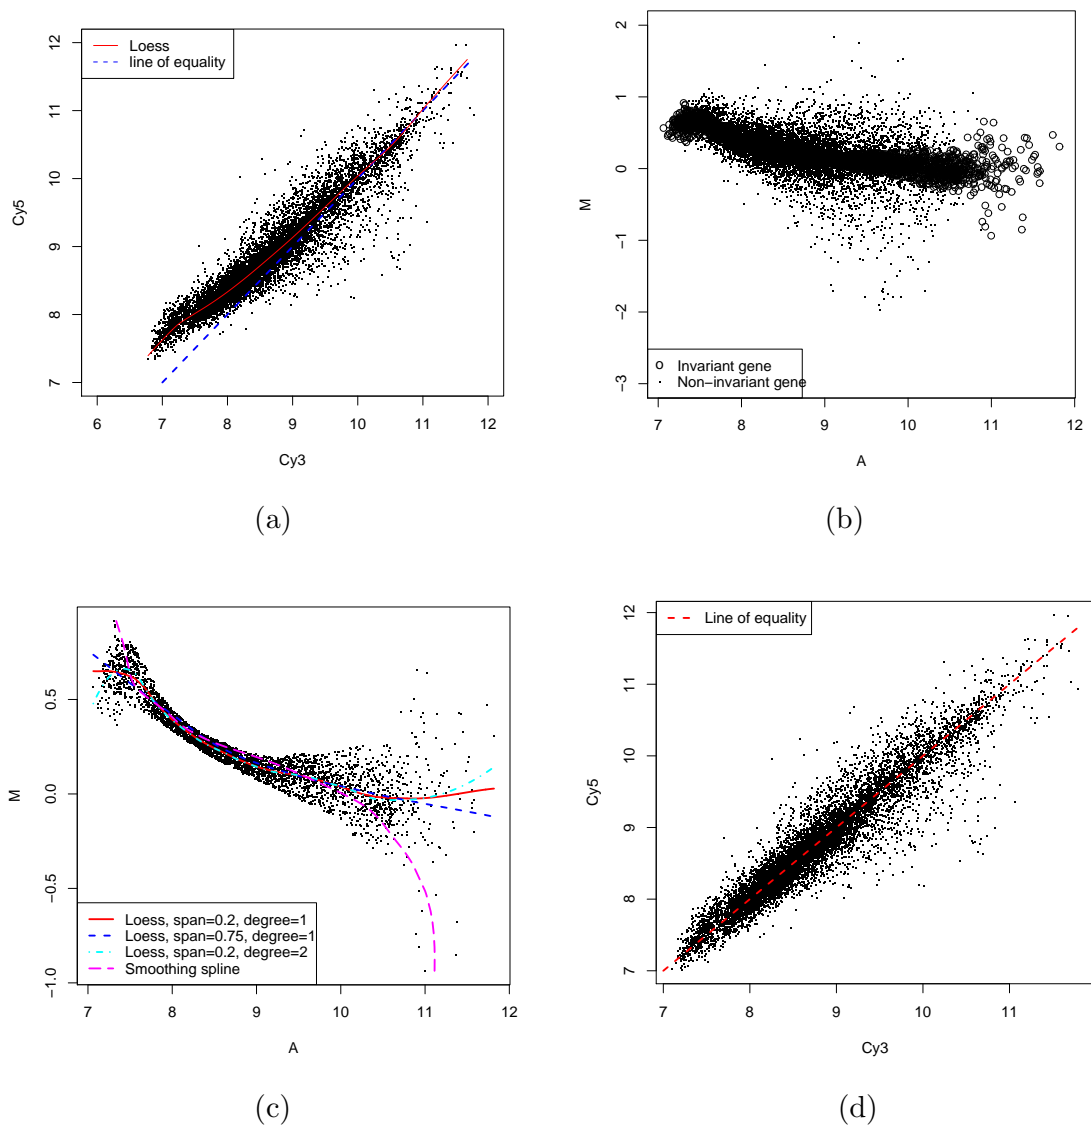 Loess
line of equality
12
11
10
9
8
7
Cy5
6 7 8 9 10 11 12
Cy3
(a)
2
1
0
−1
−2
−3
M
Invariant gene
Non−invariant gene
7 8 9 10 11 12
A
(b)
0.5
0.0
−0.5
−1.0
M
Loess, span=0.2, degree=1
Loess, span=0.75, degree=1
Loess, span=0.2, degree=2
Smoothing spline
7 8 9 10 11 12
A
(c)
Line of equality
12
11
10
9
8
7
Cy5
7 8 9 10 11
Cy3
(d)